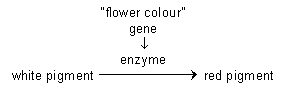 "flower colour"
gene
enzyme
white pigment
red pigment